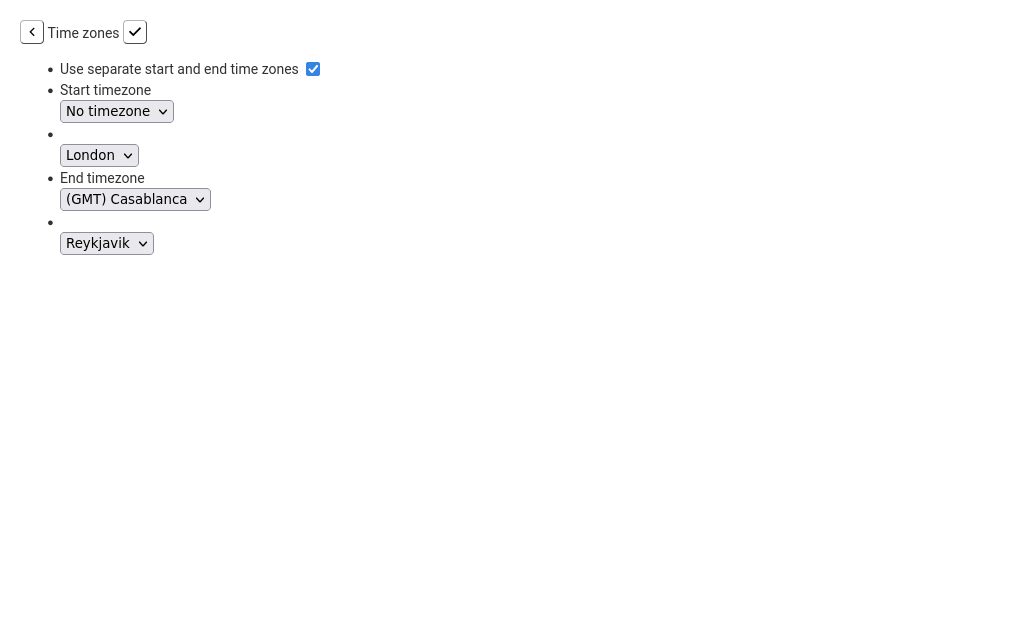 Time zones
Use separate start and end time zones
Start timezone
No timezone
London
End timezone
(GMT) Casablanca
Reykjavik